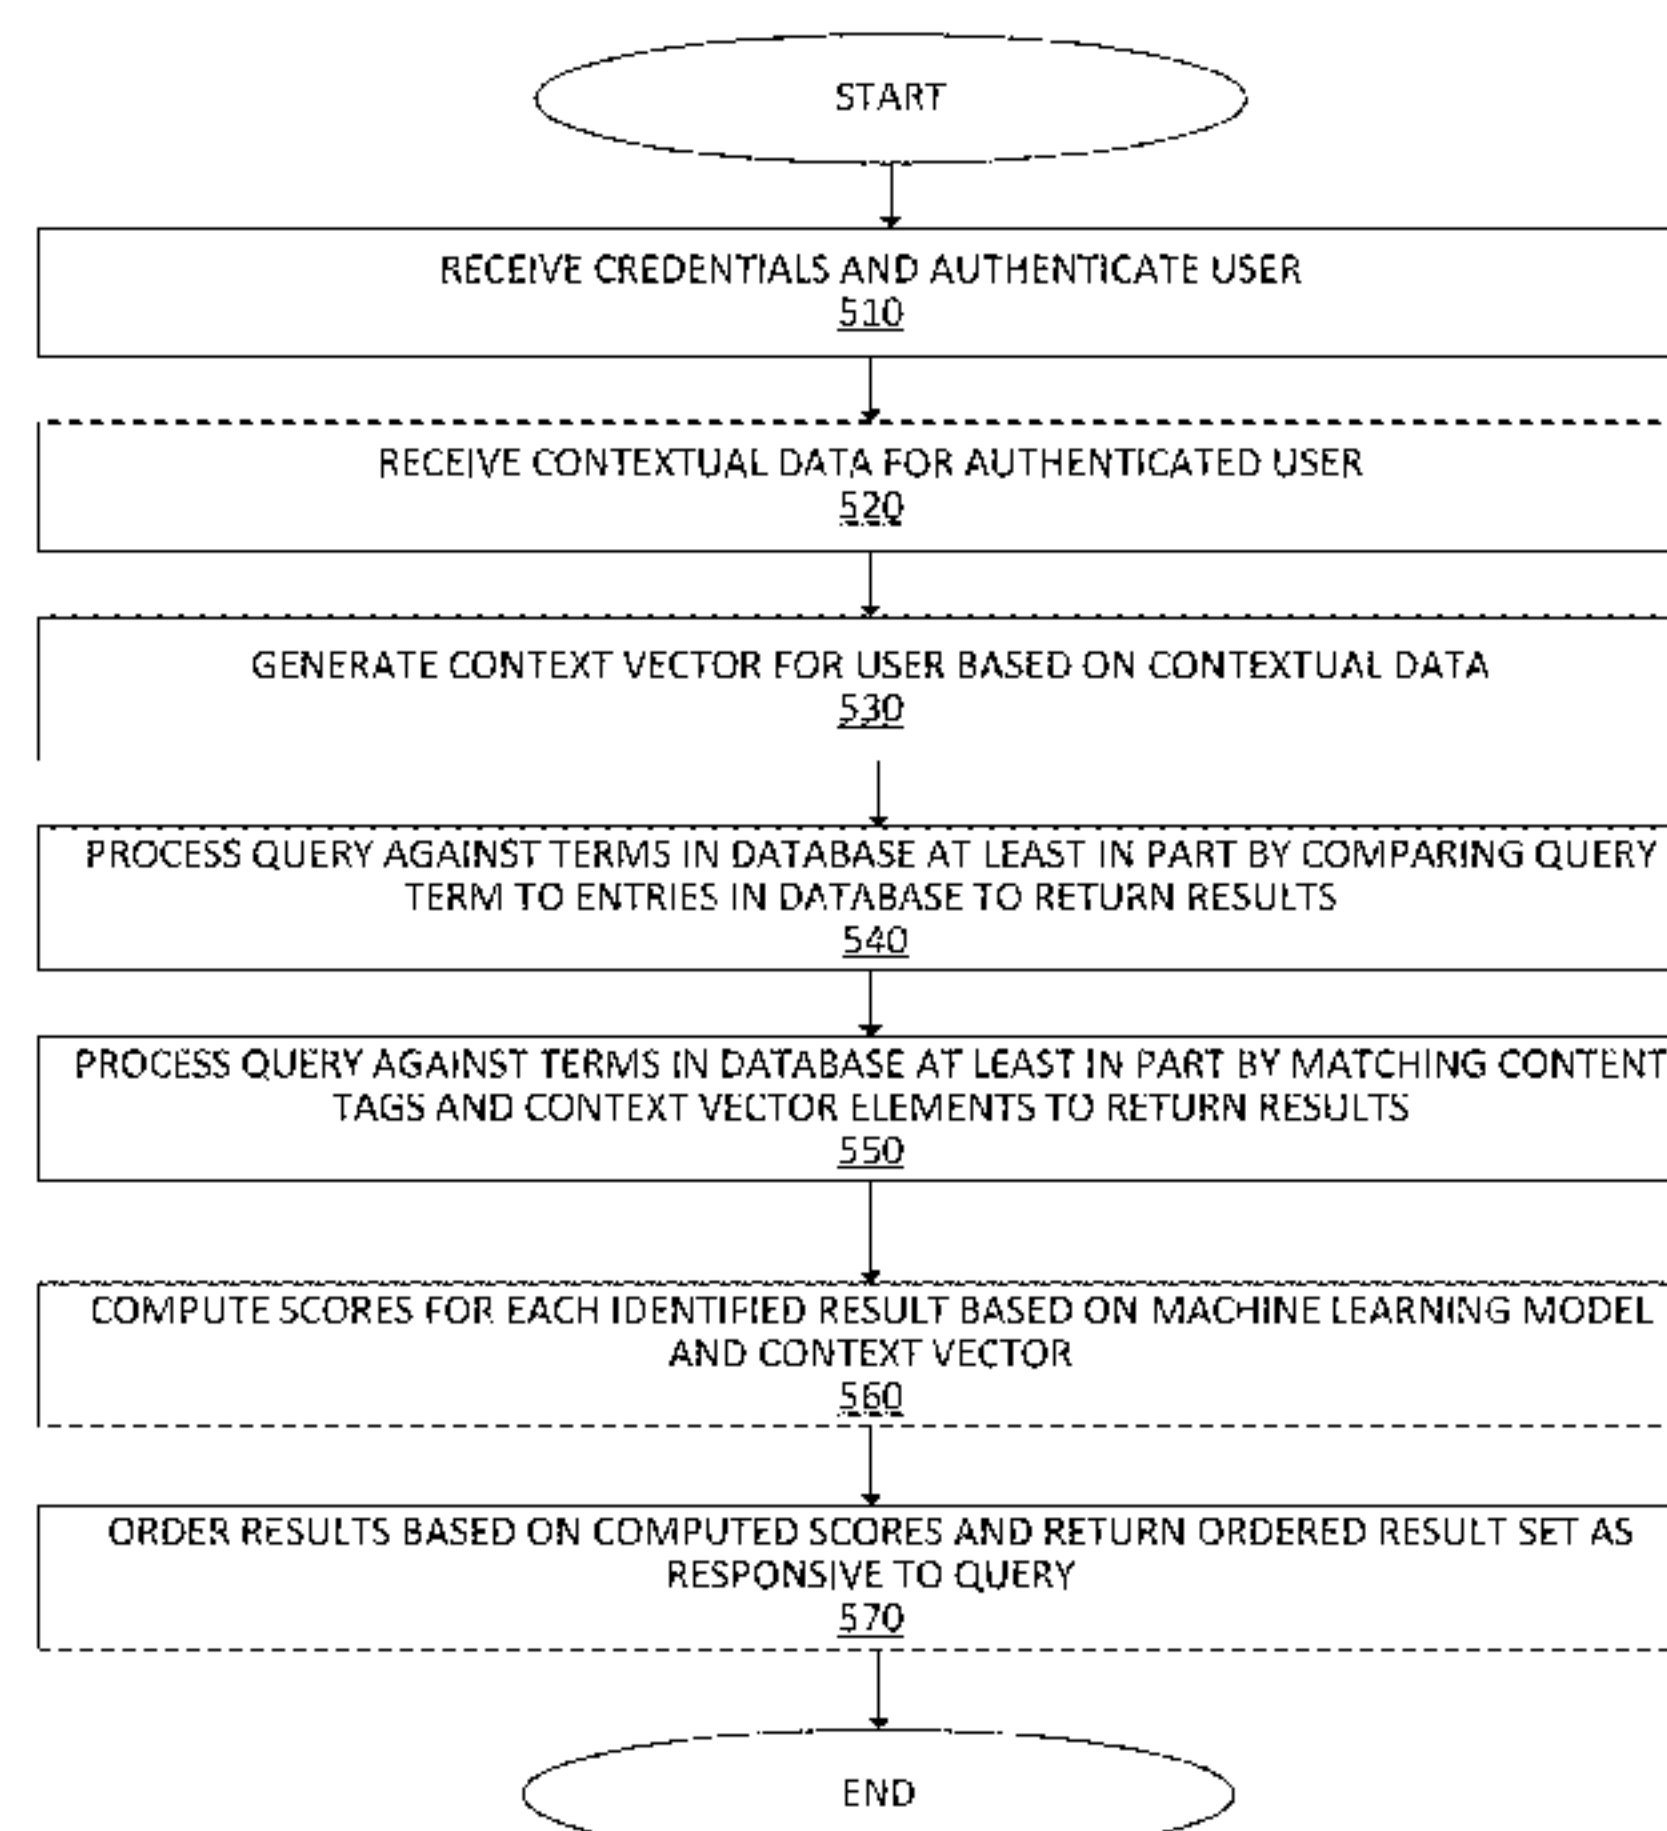 START
RECEIVE CREDENTIALS AND AUTHENTICATE USER
510
RECEIVE CONTEXTUAL DATA FOR AUTHENTICATED USER
520
GENERATE CONTEXT VECTOR FOR USER BASED ON CONTEXTUAL DATA
530
PROCESS QUERY AGAINST TERMS IN DATABASE AT LEAST IN PART BY COMPARING QUERY
TERM TO ENTRIES IN DATABASE TO RETURN RESULTS
540
PROCESS QUERY AGAINST TERMS IN DATABASE AT LEAST IN PART BY MATCHING CONTENT
TAGS AND CONTEXT VECTOR ELEMENTS TO RETURN RESULTS
550
COMPUTE SCORES FOR EACH IDENTIFIED RESULT BASED ON MACHINE LEARNING MODEL
AND CONTEXT VECTOR
560
ORDER RESULTS BASED ON COMPUTED SCORES AND RETURN ORDERED RESULT SET AS
RESPONSIVE TO QUERY
570
END